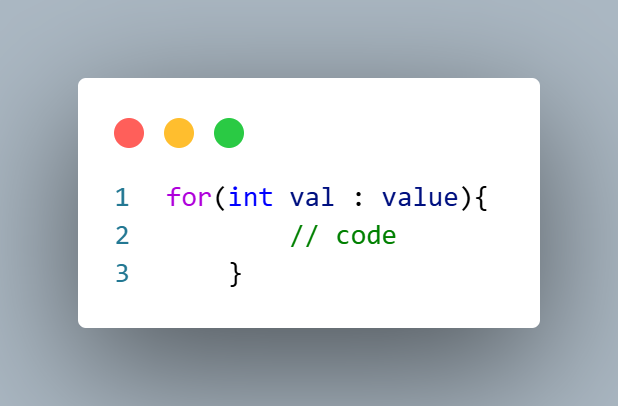 1 for(int val : value){
2 // code
3 }